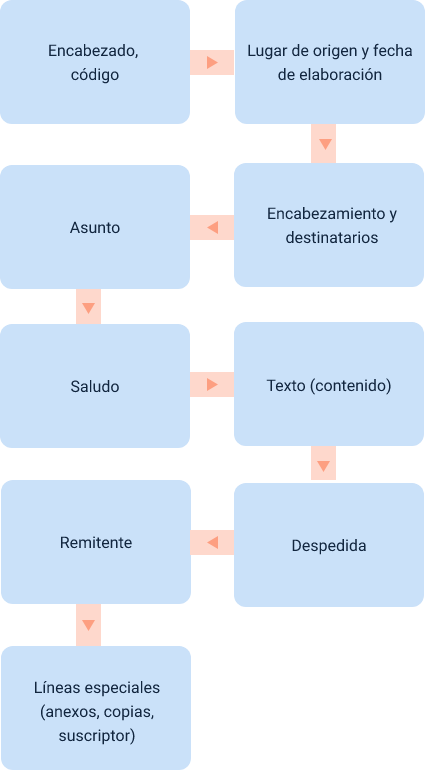 Encabezado,
código
Lugar de origen y fecha
de elaboración
Encabezamiento y
destinatarios
Asunto
Saludo
Texto (contenido)
Despedida
Remitente
Líneas especiales
(anexos, copias,
suscriptor)